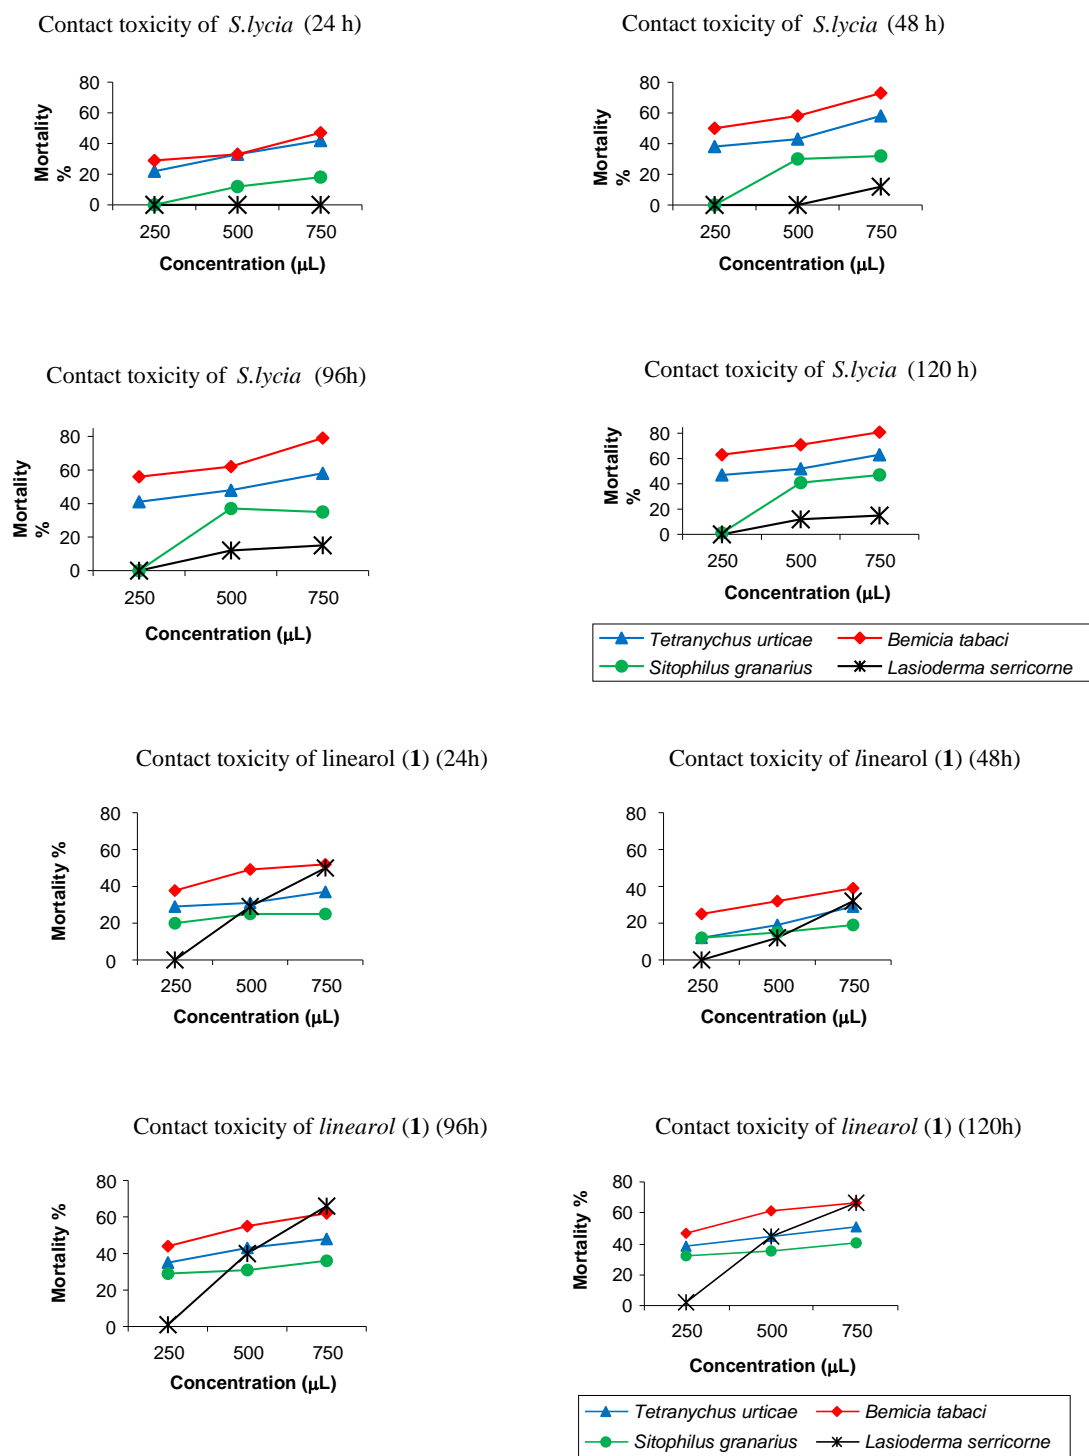 Contact toxicity of S.lycia (24 h)
80
60
40
20
0
Mortality
%
250 500 750
Concentration (µL)
Contact toxicity of S.lycia (48 h)
80
60
40
20
0
Mortality
%
250 500 750
Concentration (µL)
Contact toxicity of S.lycia (96h)
80
60
40
20
0
Mortality
%
250 500 750
Concentration (µL)
Contact toxicity of S.lycia (120 h)
80
60
40
20
0
Mortality
%
250 500 750
Concentration (µL)
Tetranychus urticae Bemicia tabaci
Sitophilus granarius Lasioderma serricorne
Contact toxicity of linearol (1) (24h)
80
60
40
20
0
Mortality %
250 500 750
Concentration (µL)
Contact toxicity of linearol (1) (48h)
80
60
40
20
0
Mortality %
250 500 750
Concentration (µL)
Contact toxicity of linearol (1) (96h)
80
60
40
20
0
Mortality %
250 500 750
Concentration (µL)
Contact toxicity of linearol (1) (120h)
80
60
40
20
0
Mortality %
250 500 750
Concentration (µL)
Tetranychus urticae Bemicia tabaci
Sitophilus granarius Lasioderma serricorne